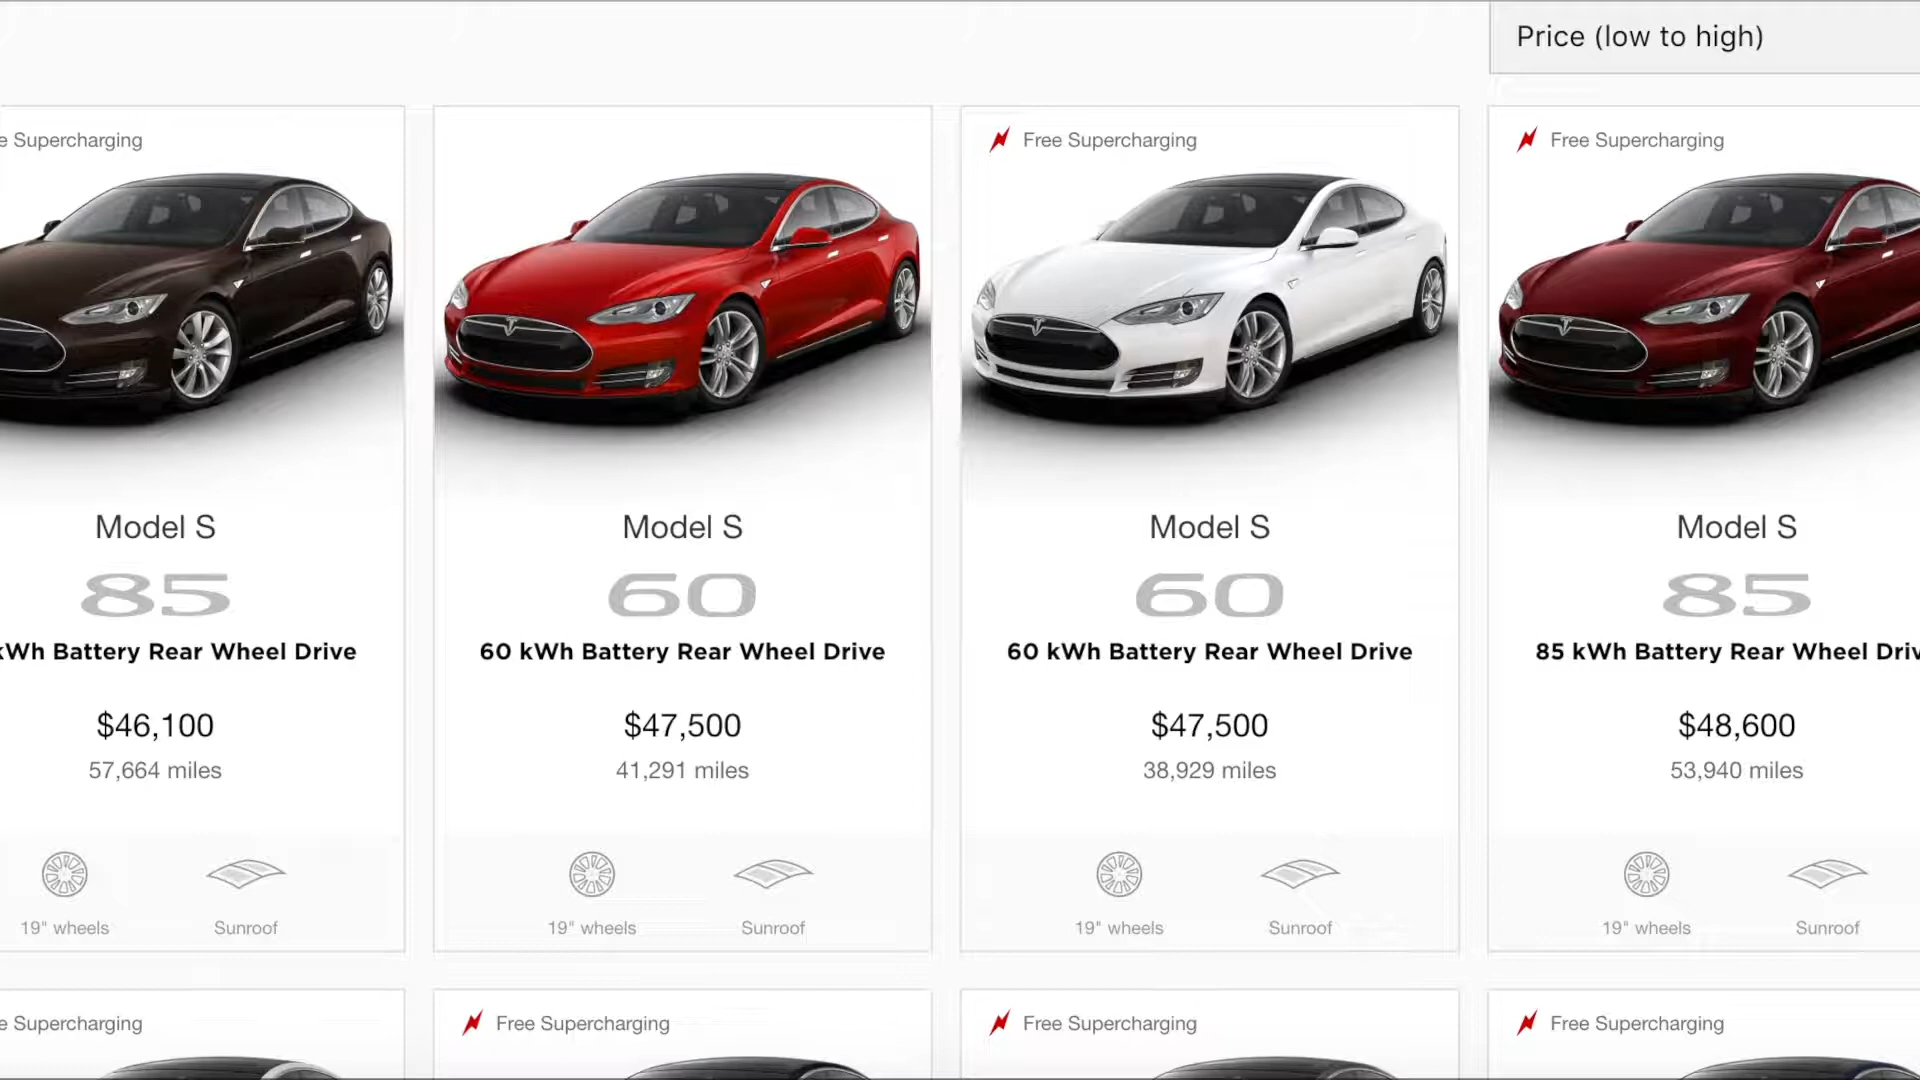 Price (low to high)
e Supercharging
Model S
85
kWh Battery Rear Wheel Drive
$46,100
57,664 miles
19" wheels
Sunroof
Model S
60
60 kWh Battery Rear Wheel Drive
$47,500
41,291 miles
19" wheels
Sunroof
Free Supercharging
Model S
60
60 kWh Battery Rear Wheel Drive
$47,500
38,929 miles
19" wheels
Sunroof
Free Supercharging
Model S
85
85 kWh Battery Rear Wheel Driv
$48,600
53,940 miles
19" wheels
Sunroof
e Supercharging
Free Supercharging
Free Supercharging
Free Supercharging